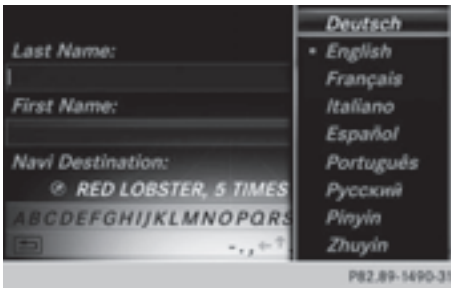 Last Name:
First Name:
Navi Destination:
RED LOBSTER, 5 TIMES
ABCDEFGHIJKLMNOPQRS
-.,←↑
Deutsch
• English
Français
Italiano
Español
Português
Русский
Pinyin
Zhuyin
P82.89-1490-31